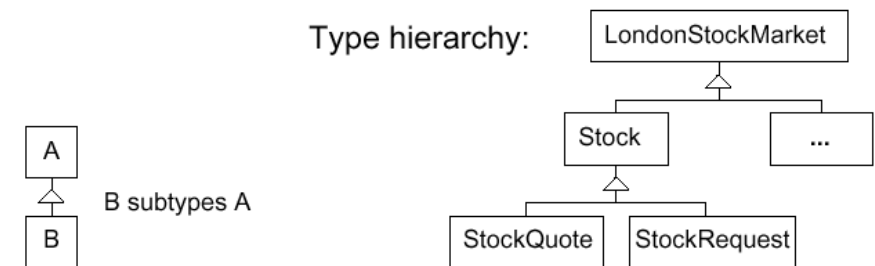 Type hierarchy:
LondonStockMarket
Stock
...
A
B subtypes A
B
StockQuote
StockRequest